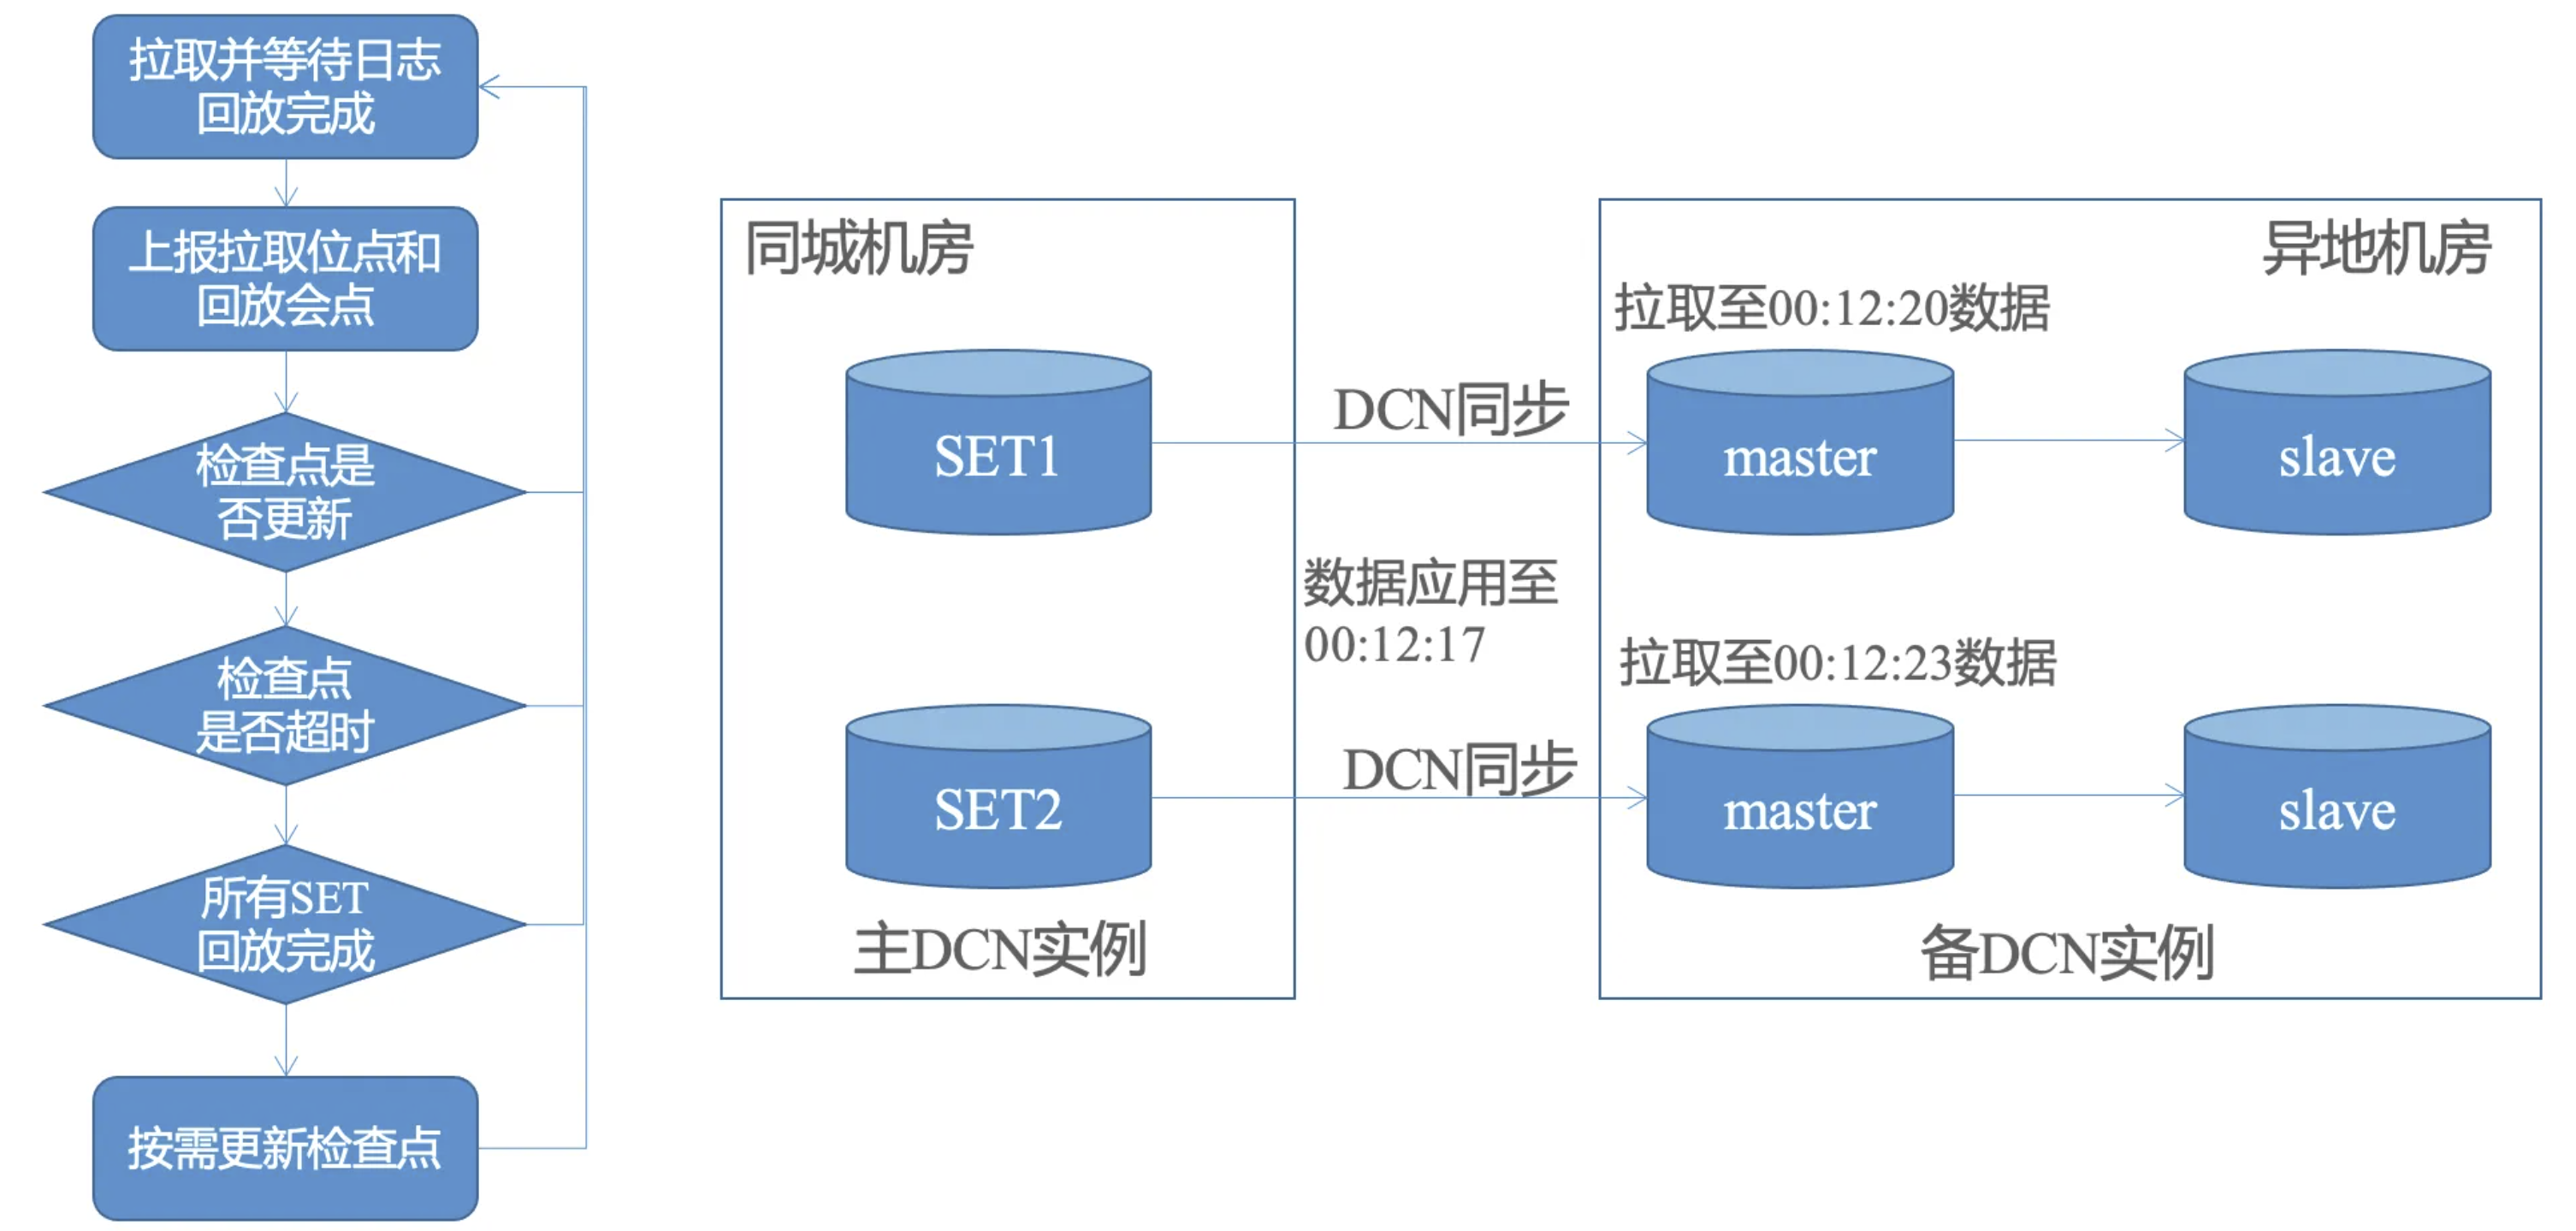 拉取并等待日志
回放完成
上报拉取位点和
回放会点
检查点是
否更新
检查点
是否超时
所有SET
回放完成
按需更新检查点
同城机房
SET1
SET2
主DCN实例
DCN同步
数据应用至
00:12:17
DCN同步
异地机房
拉取至00:12:20数据
master
slave
拉取至00:12:23数据
master
slave
备DCN实例